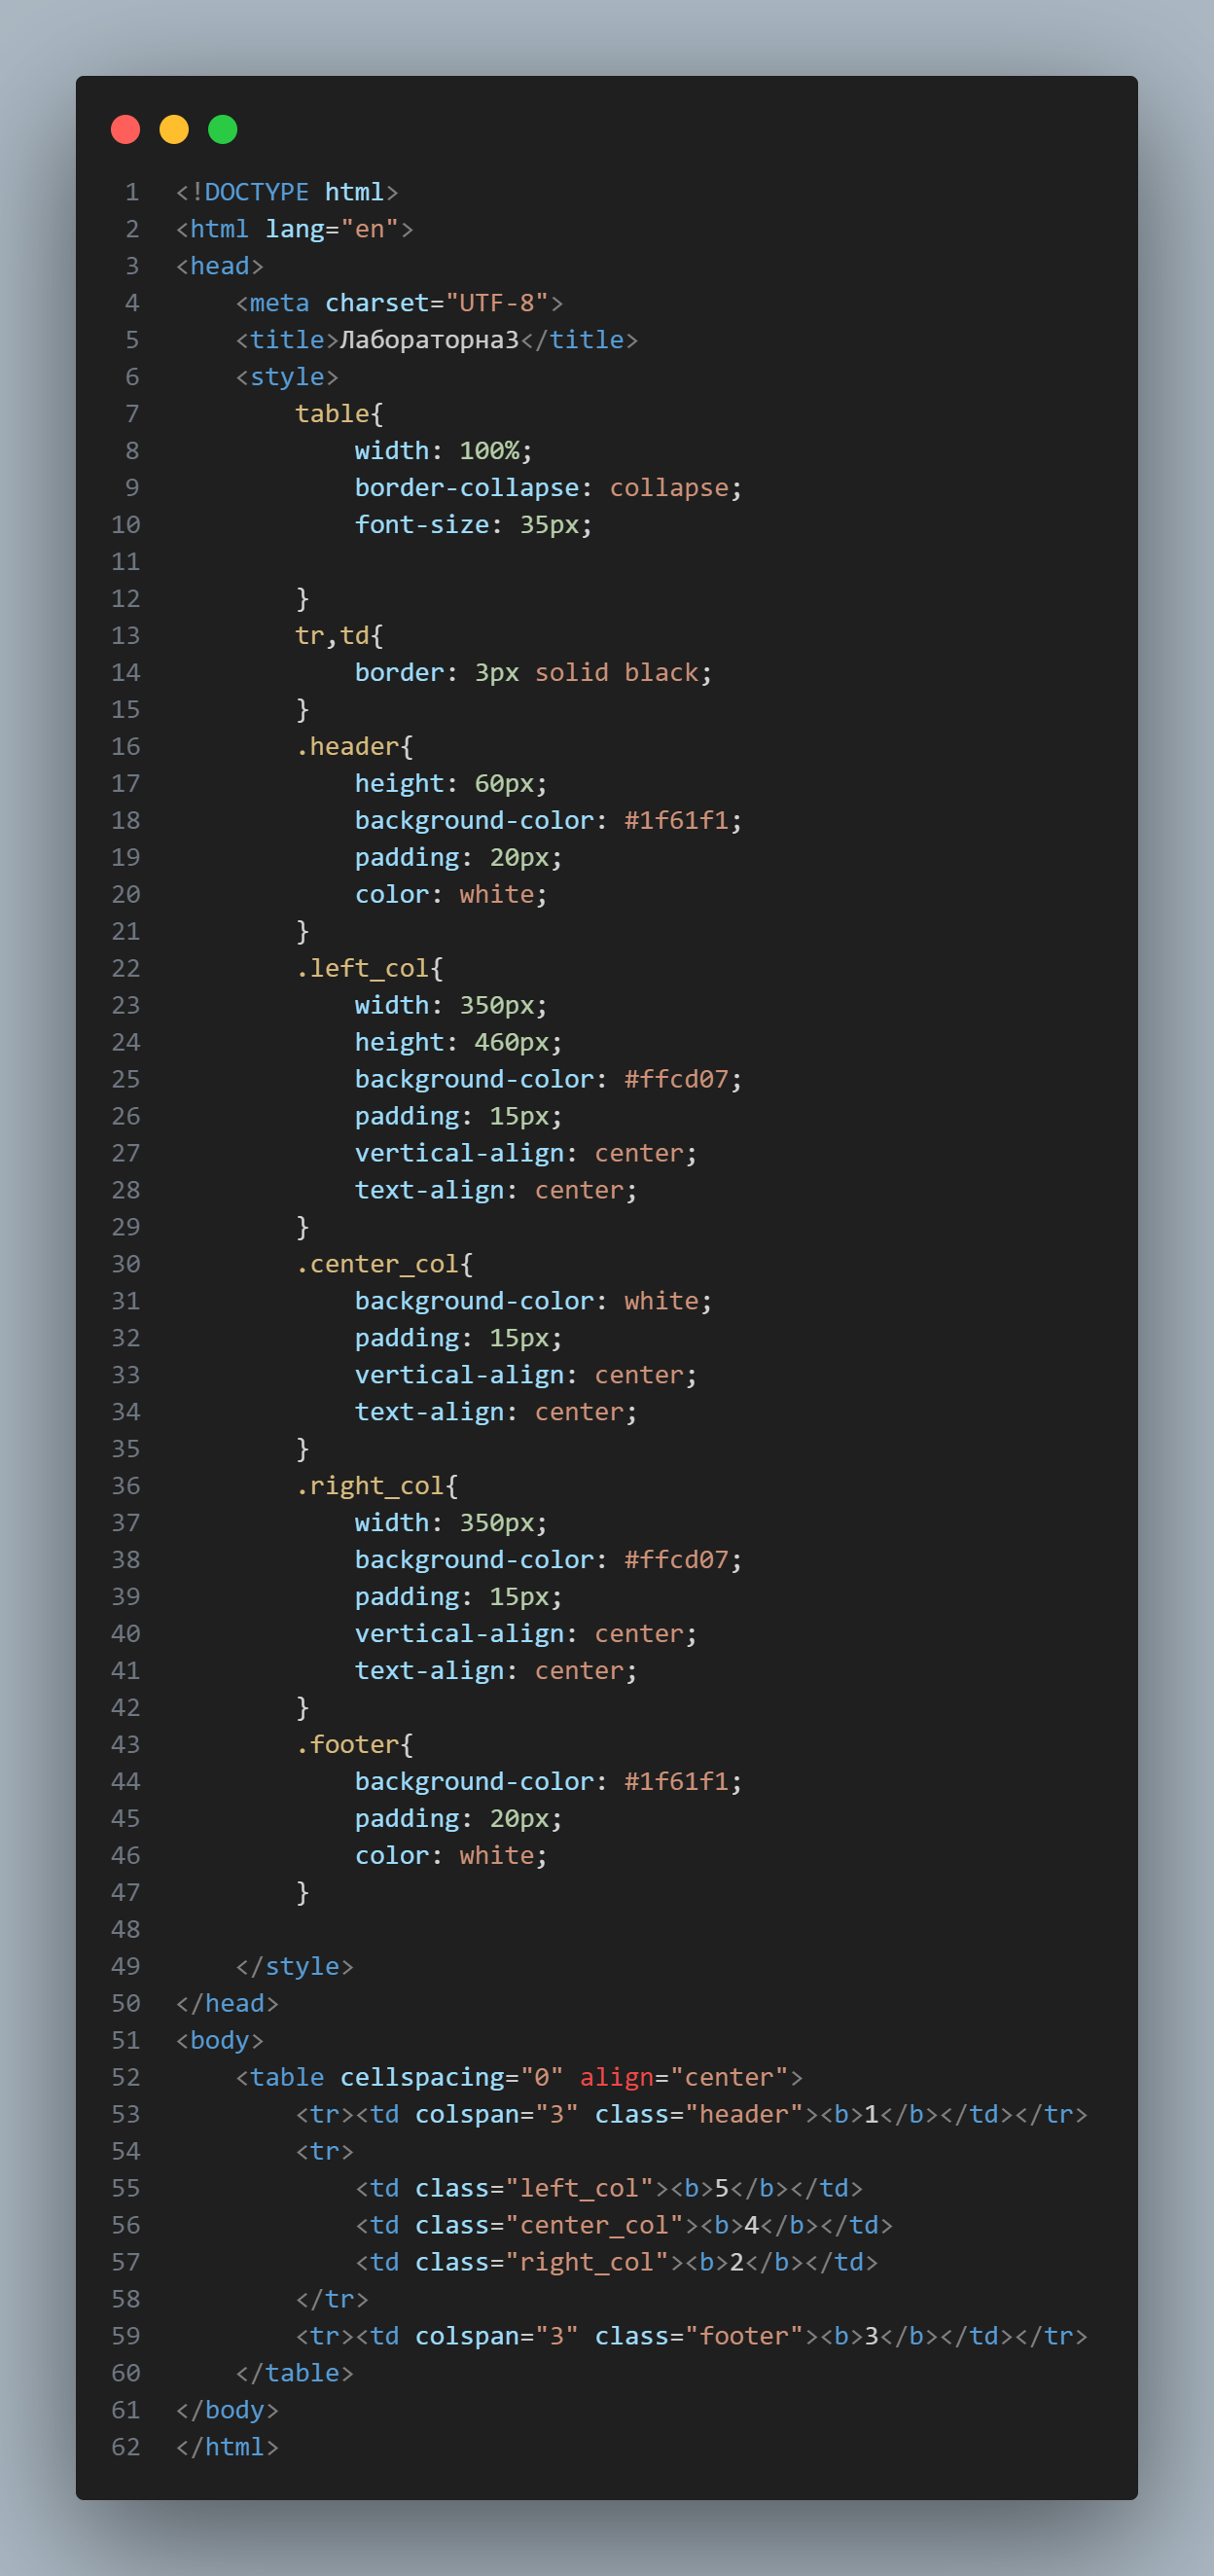 1 <!DOCTYPE html>
2 <html lang="en">
3 <head>
4     <meta charset="UTF-8">
5     <title>Лабораторна3</title>
6     <style>
7         table{
8             width: 100%;
9             border-collapse: collapse;
10             font-size: 35px;
11
12         }
13         tr,td{
14             border: 3px solid black;
15         }
16         .header{
17             height: 60px;
18             background-color: #1f61f1;
19             padding: 20px;
20             color: white;
21         }
22         .left_col{
23             width: 350px;
24             height: 460px;
25             background-color: #ffcd07;
26             padding: 15px;
27             vertical-align: center;
28             text-align: center;
29         }
30         .center_col{
31             background-color: white;
32             padding: 15px;
33             vertical-align: center;
34             text-align: center;
35         }
36         .right_col{
37             width: 350px;
38             background-color: #ffcd07;
39             padding: 15px;
40             vertical-align: center;
41             text-align: center;
42         }
43         .footer{
44             background-color: #1f61f1;
45             padding: 20px;
46             color: white;
47         }
48
49     </style>
50 </head>
51 <body>
52     <table cellspacing="0" align="center">
53         <tr><td colspan="3" class="header"><b>1</b></td></tr>
54         <tr>
55             <td class="left_col"><b>5</b></td>
56             <td class="center_col"><b>4</b></td>
57             <td class="right_col"><b>2</b></td>
58         </tr>
59         <tr><td colspan="3" class="footer"><b>3</b></td></tr>
60     </table>
61 </body>
62 </html>